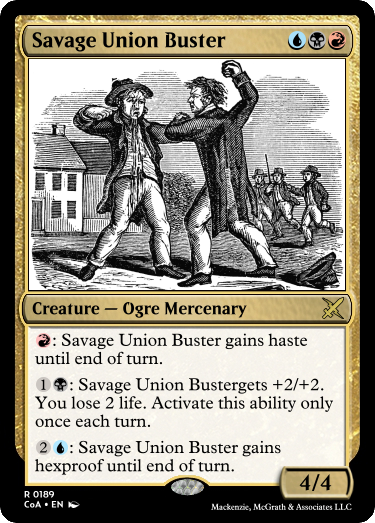 Savage Union Buster
Creature — Ogre Mercenary
: Savage Union Buster gains haste
until end of turn.
1 : Savage Union Bustergets +2/+2.
You lose 2 life. Activate this ability only
once each turn.
2 : Savage Union Buster gains
hexproof until end of turn.
4/4
R 0189
CoA • EN
Mackenzie, McGrath & Associates LLC